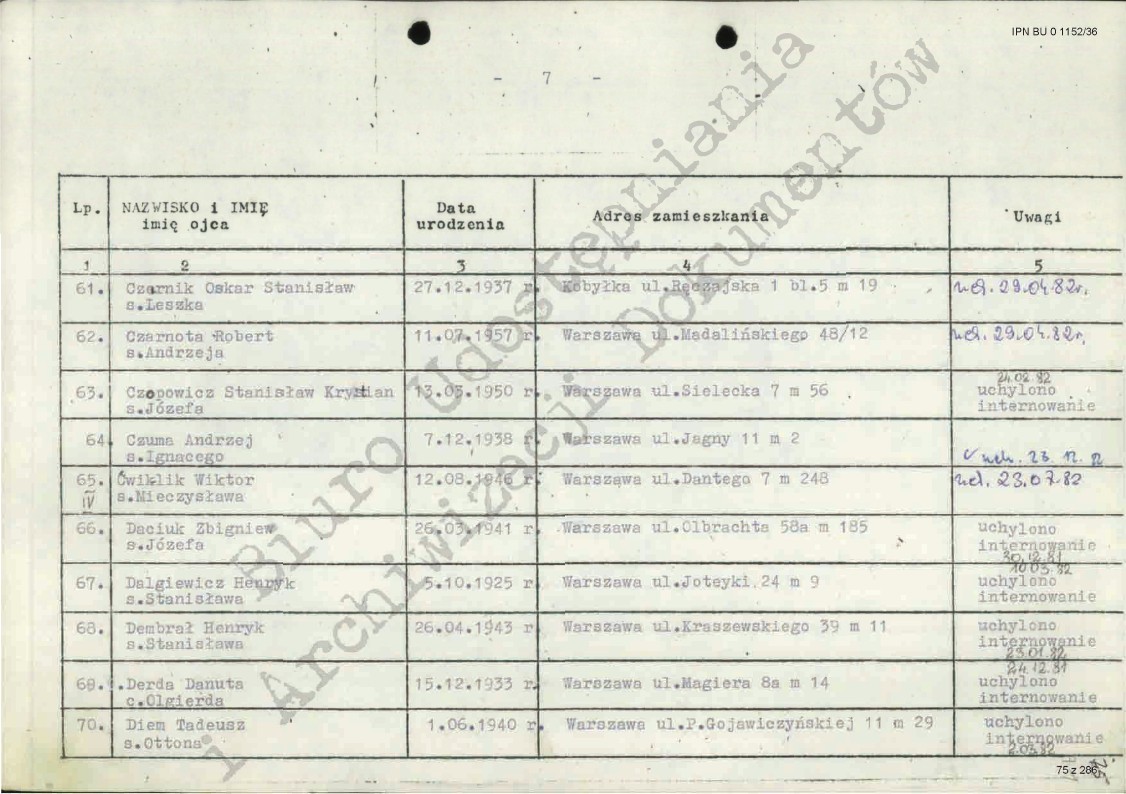 IPN BU 0 1152/36
- 7 -
Lp. NAZWISKO i IMIĘ Data Adres zamieszkania Uwagi
imię ojca urodzenia
1 2 3 4 5
61. Czarnik Oskar Stanisław 27.12.1937 r. Kobyłka ul.Ręczajska 1 bl.5 m 19 uch. 29.04.82r.
s.Leszka
62. Czarnota Robert 11.07.1957 r. Warszawa ul.Madalińskiego 48/12 uch. 29.04.82r.
s.Andrzeja
24.02.82
63. Czopowicz Stanisław Krystian 13.03.1950 r. Warszawa ul.Sielecka 7 m 56 uchylono
s.Józefa internowanie
64. Czuma Andrzej 7.12.1938 r. Warszawa ul.Jagny 11 m 2
s.Ignacego uch. 23.12.82
65. Ćwiklik Wiktor 12.08.1946 r. Warszawa ul.Dantego 7 m 248 uch. 23.07.82
IV s.Mieczysława
66. Daciuk Zbigniew 26.03.1941 r. Warszawa ul.Olbrachta 58a m 185 uchylono
s.Józefa internowanie
30.12.81
10.03.82
67. Dalgiewicz Henryk 5.10.1925 r. Warszawa ul.Joteyki 24 m 9 uchylono
s.Stanisława internowanie
68. Dembrał Henryk 26.04.1943 r. Warszawa ul.Kraszewskiego 39 m 11 uchylono
s.Stanisława internowanie
23.01.82
24.12.81
69. Derda Danuta 15.12.1933 r. Warszawa ul.Magiera 8a m 14 uchylono
c.Olgierda internowanie
70. Diem Tadeusz 1.06.1940 r. Warszawa ul.P.Gojawiczyńskiej 11 m 29 uchylono
s.Ottona internowanie
2.03.82
Biuro Udostępniania
i Archiwizacji Dokumentów
75 z 286